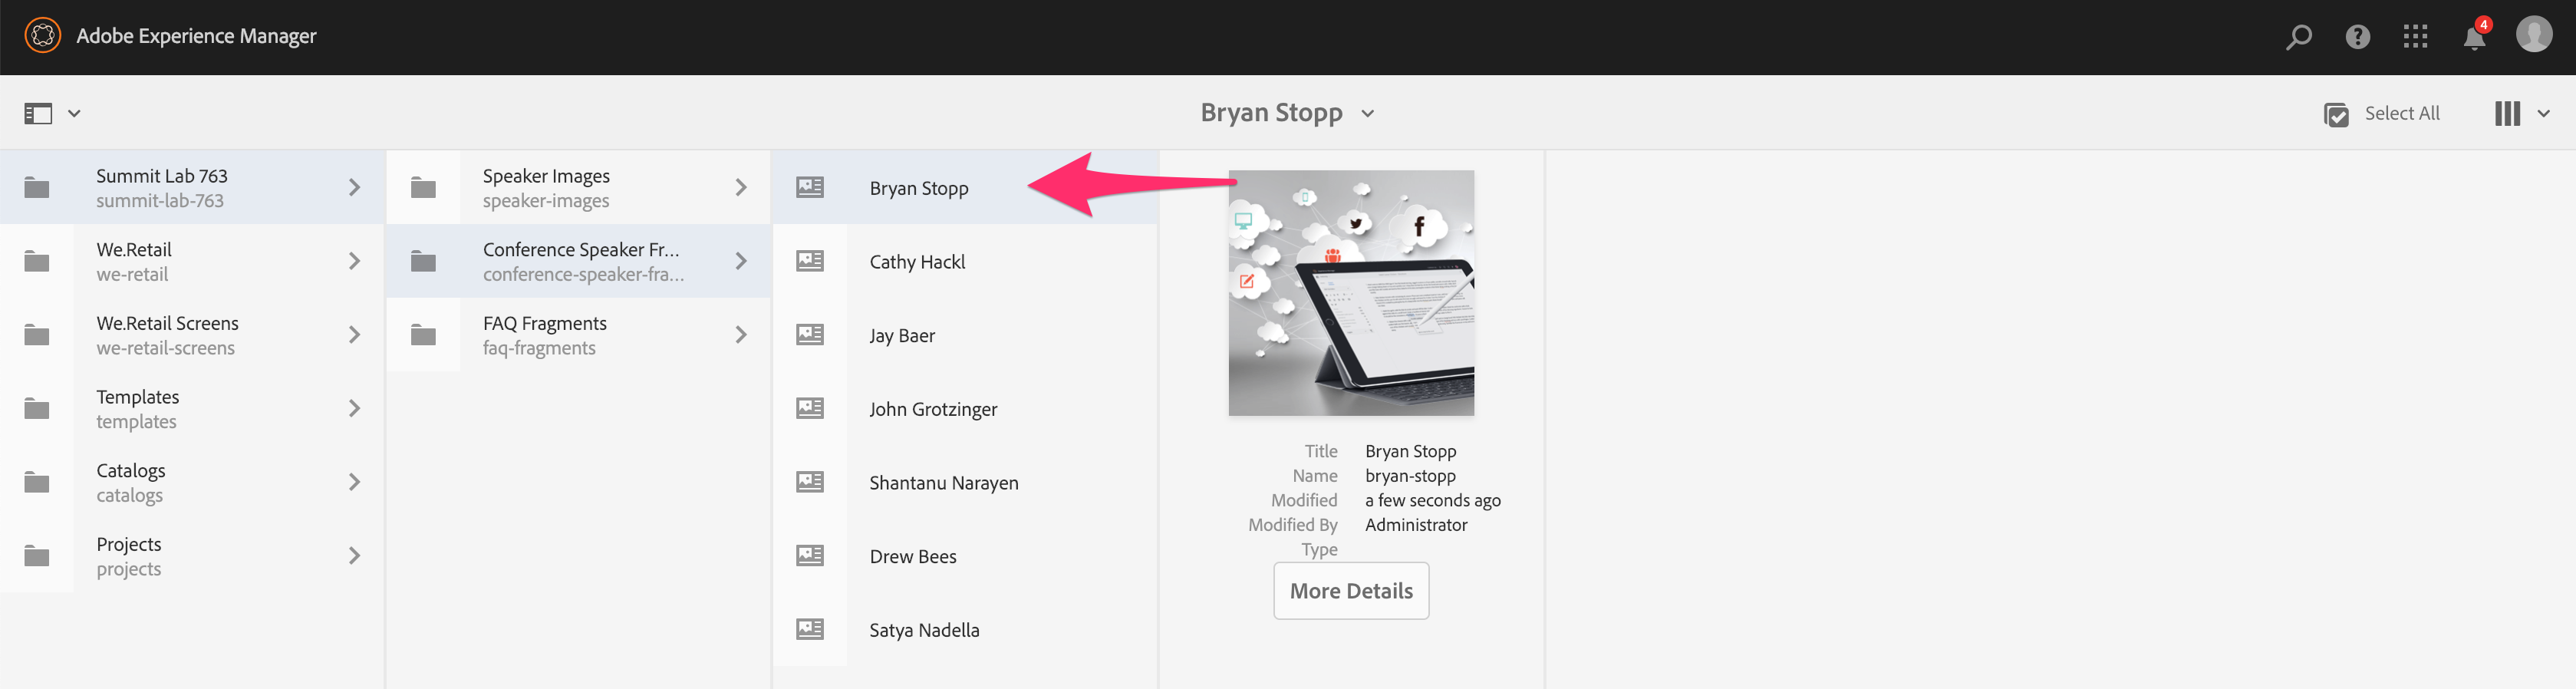 Adobe Experience Manager
4
Bryan Stopp
Select All
Summit Lab 763
summit-lab-763
We.Retail
we-retail
We.Retail Screens
we-retail-screens
Templates
templates
Catalogs
catalogs
Projects
projects
Speaker Images
speaker-images
Conference Speaker Fr...
conference-speaker-fra...
FAQ Fragments
faq-fragments
Bryan Stopp
Cathy Hackl
Jay Baer
John Grotzinger
Shantanu Narayen
Drew Bees
Satya Nadella
Title Bryan Stopp
Name bryan-stopp
Modified a few seconds ago
Modified By Administrator
Type
More Details